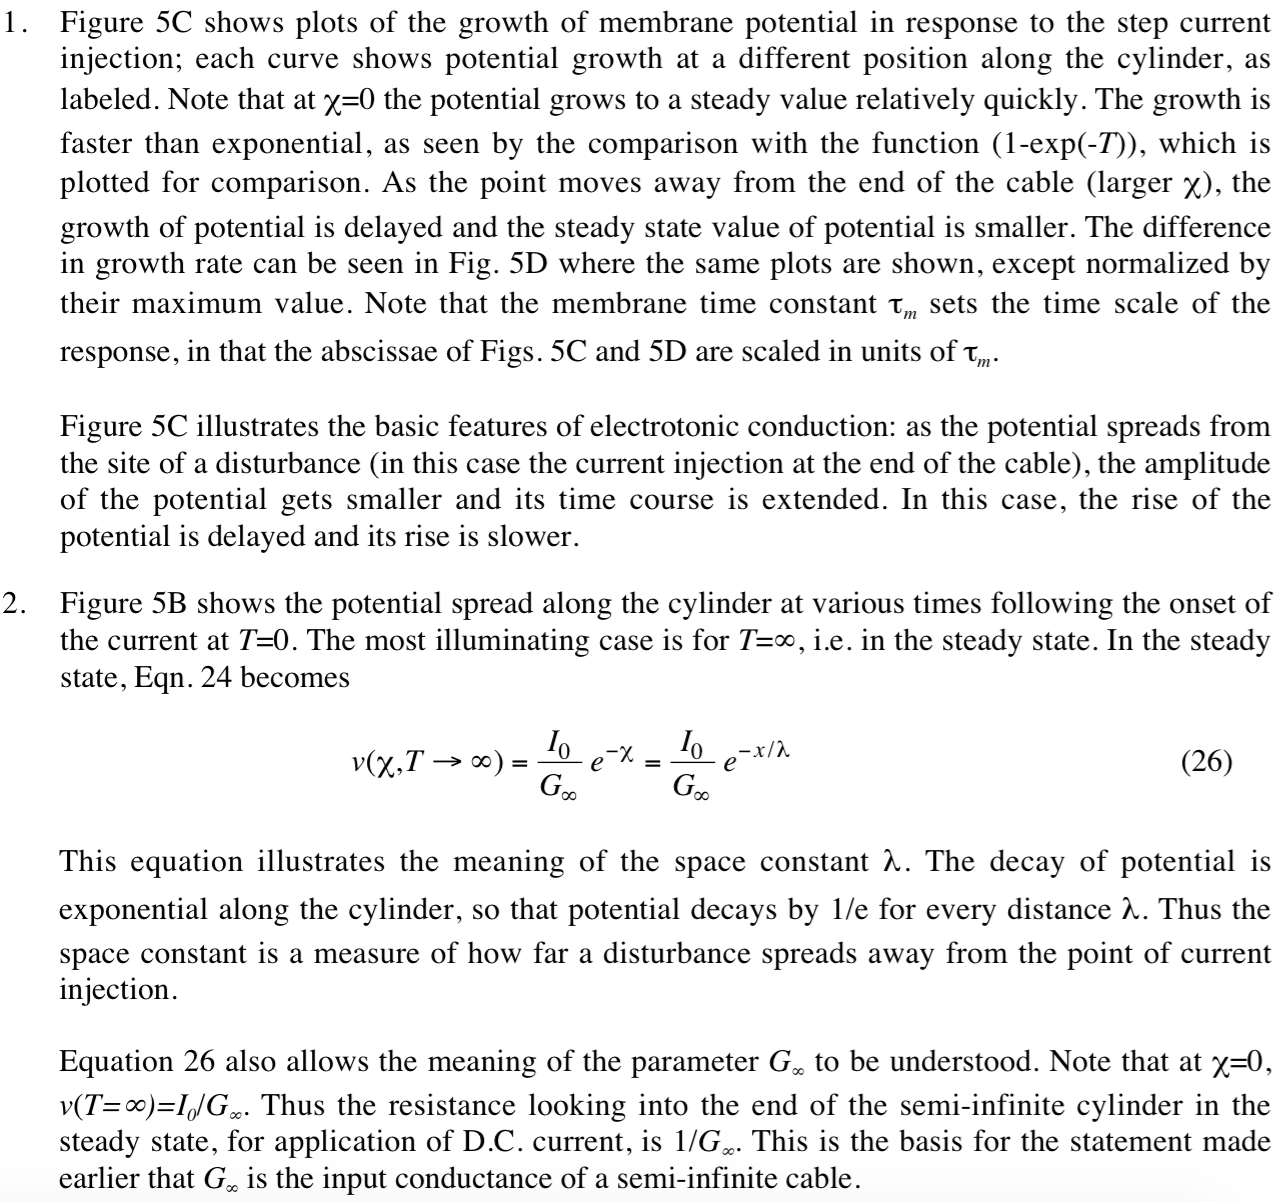 1. Figure 5C shows plots of the growth of membrane potential in response to the step current
injection; each curve shows potential growth at a different position along the cylinder, as
labeled. Note that at χ=0 the potential grows to a steady value relatively quickly. The growth is
faster than exponential, as seen by the comparison with the function (1-exp(-T)), which is
plotted for comparison. As the point moves away from the end of the cable (larger χ), the
growth of potential is delayed and the steady state value of potential is smaller. The difference
in growth rate can be seen in Fig. 5D where the same plots are shown, except normalized by
their maximum value. Note that the membrane time constant τₘ sets the time scale of the
response, in that the abscissae of Figs. 5C and 5D are scaled in units of τₘ.
Figure 5C illustrates the basic features of electrotonic conduction: as the potential spreads from
the site of a disturbance (in this case the current injection at the end of the cable), the amplitude
of the potential gets smaller and its time course is extended. In this case, the rise of the
potential is delayed and its rise is slower.
2. Figure 5B shows the potential spread along the cylinder at various times following the onset of
the current at T=0. The most illuminating case is for T=∞, i.e. in the steady state. In the steady
state, Eqn. 24 becomes
v(χ,T → ∞) = I₀/G∞ e^(−χ) = I₀/G∞ e^(−x/λ) (26)
This equation illustrates the meaning of the space constant λ. The decay of potential is
exponential along the cylinder, so that potential decays by 1/e for every distance λ. Thus the
space constant is a measure of how far a disturbance spreads away from the point of current
injection.
Equation 26 also allows the meaning of the parameter G∞ to be understood. Note that at χ=0,
v(T=∞)=I₀/G∞. Thus the resistance looking into the end of the semi-infinite cylinder in the
steady state, for application of D.C. current, is 1/G∞. This is the basis for the statement made
earlier that G∞ is the input conductance of a semi-infinite cable.